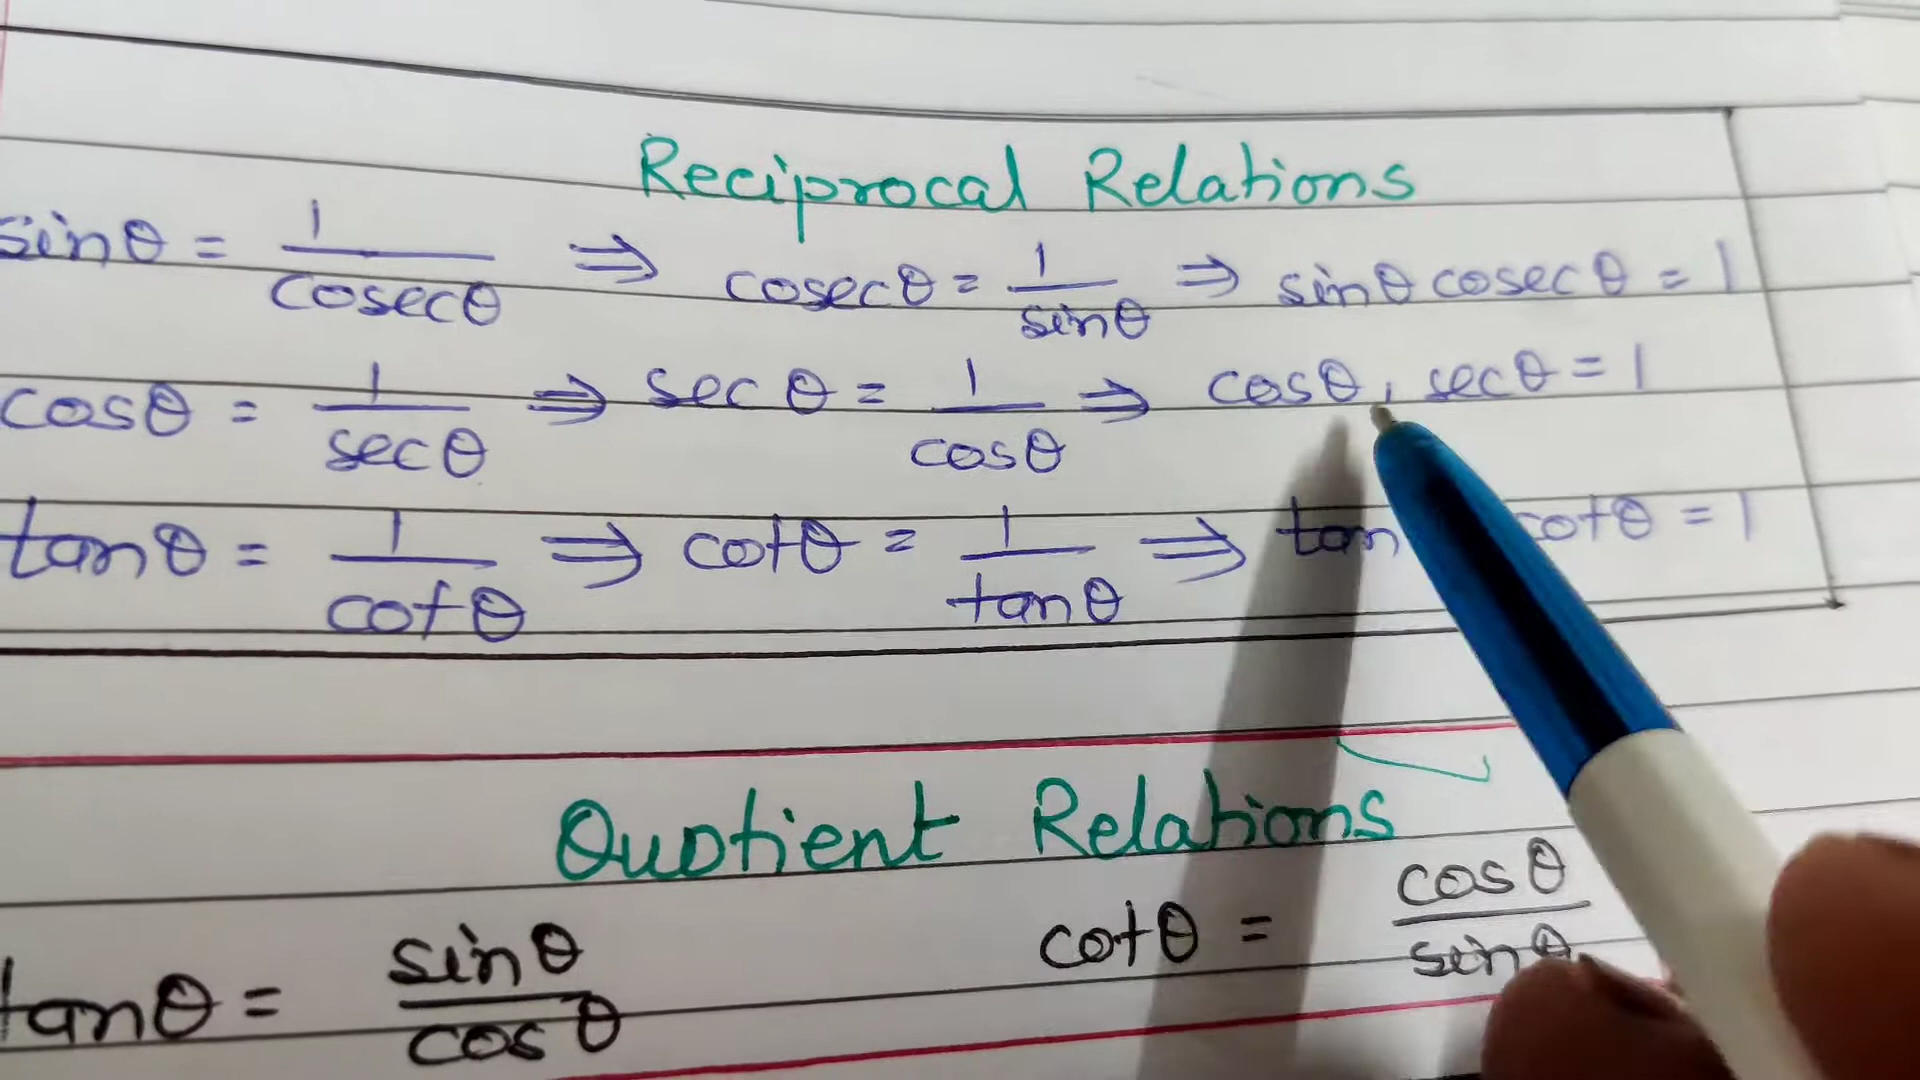 Reciprocal Relations
sinθ = 1/cosecθ ⇒ cosecθ = 1/sinθ ⇒ sinθ cosecθ = 1
cosθ = 1/secθ ⇒ secθ = 1/cosθ ⇒ cosθ . secθ = 1
tanθ = 1/cotθ ⇒ cotθ = 1/tanθ ⇒ tan cotθ = 1
Quotient Relations
tanθ = sinθ/cosθ cotθ = cosθ/sinθ